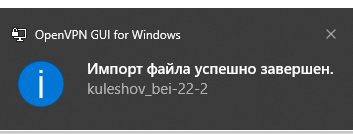 OpenVPN GUI for Windows
Импорт файла успешно завершен.
kuleshov_bei-22-2